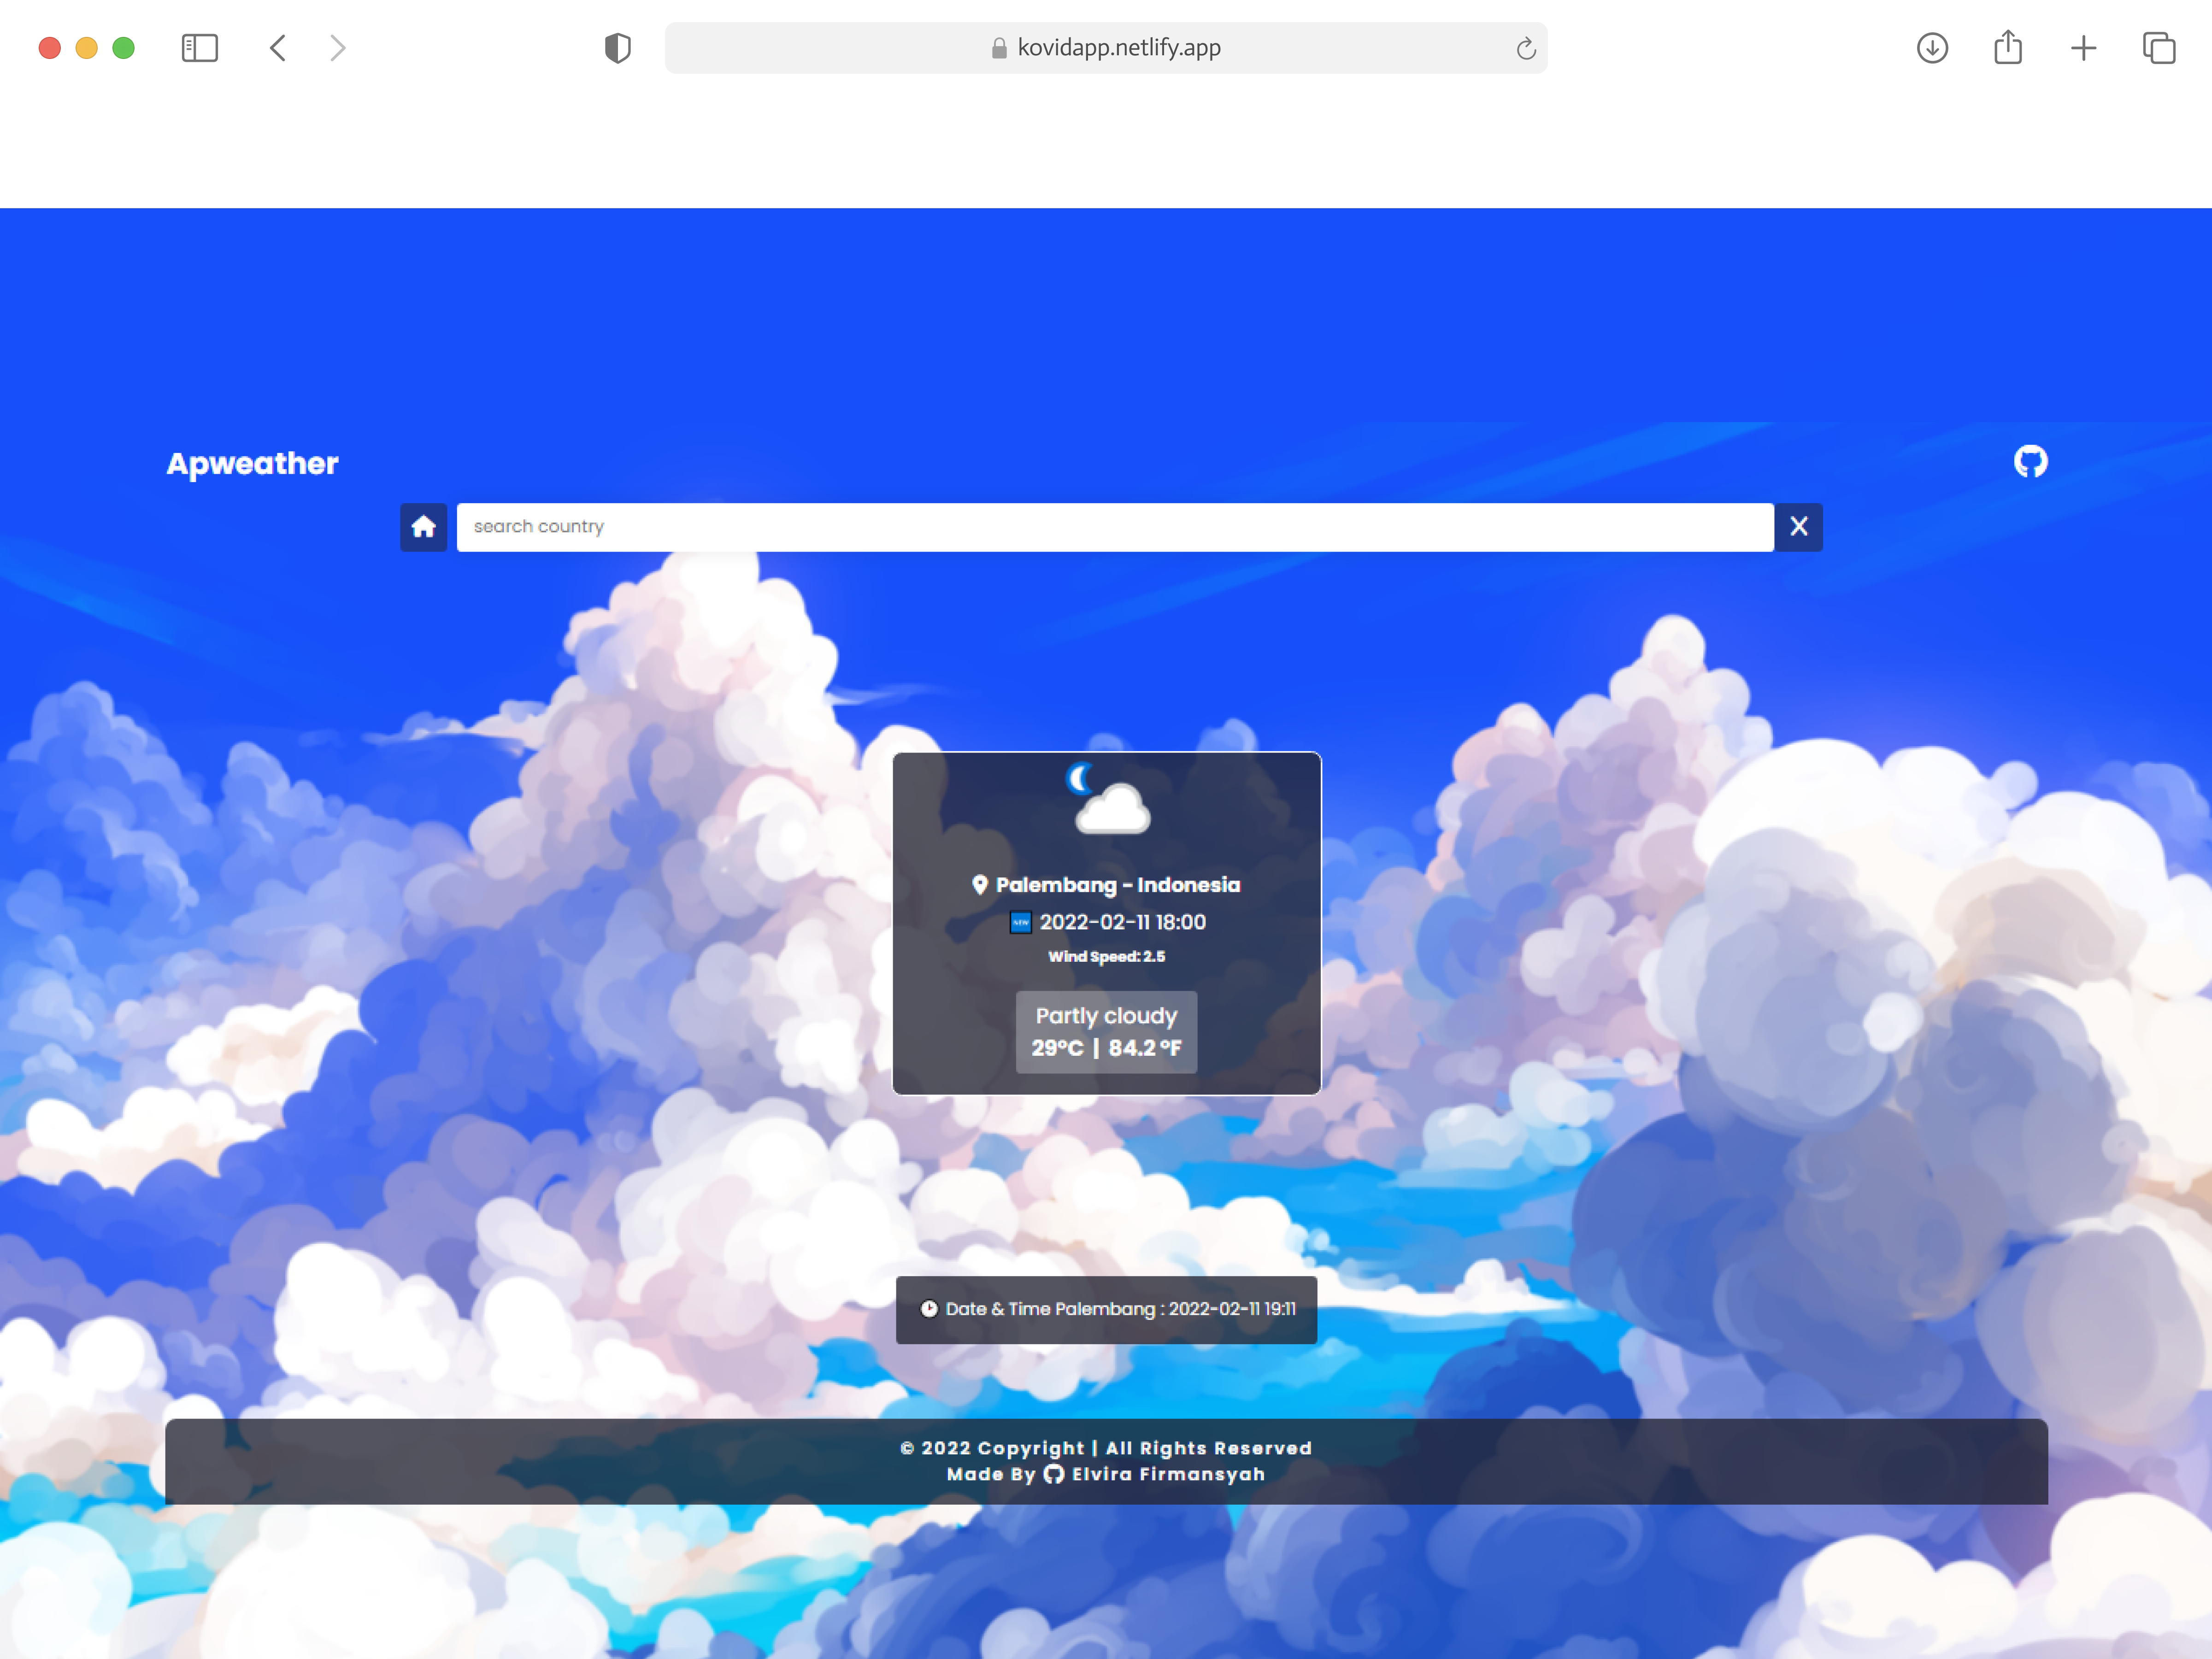 kovidapp.netlify.app
Apweather
search country
X
Palembang - Indonesia
NEW 2022-02-11 18:00
Wind Speed: 2.5
Partly cloudy
29°C | 84.2 °F
Date & Time Palembang : 2022-02-11 19:11
© 2022 Copyright | All Rights Reserved
Made By Elvira Firmansyah